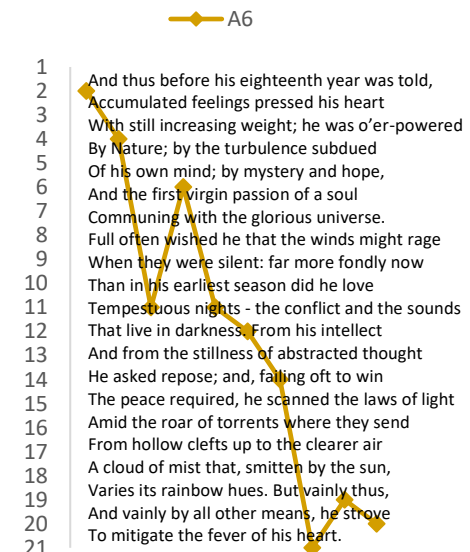 A6
1
2
3
4
5
6
7
8
9
10
11
12
13
14
15
16
17
18
19
20
21
And thus before his eighteenth year was told,
Accumulated feelings pressed his heart
With still increasing weight; he was o'er-powered
By Nature; by the turbulence subdued
Of his own mind; by mystery and hope,
And the first virgin passion of a soul
Communing with the glorious universe.
Full often wished he that the winds might rage
When they were silent: far more fondly now
Than in his earliest season did he love
Tempestuous nights - the conflict and the sounds
That live in darkness. From his intellect
And from the stillness of abstracted thought
He asked repose; and, failing oft to win
The peace required, he scanned the laws of light
Amid the roar of torrents where they send
From hollow clefts up to the clearer air
A cloud of mist that, smitten by the sun,
Varies its rainbow hues. But vainly thus,
And vainly by all other means, he strove
To mitigate the fever of his heart.